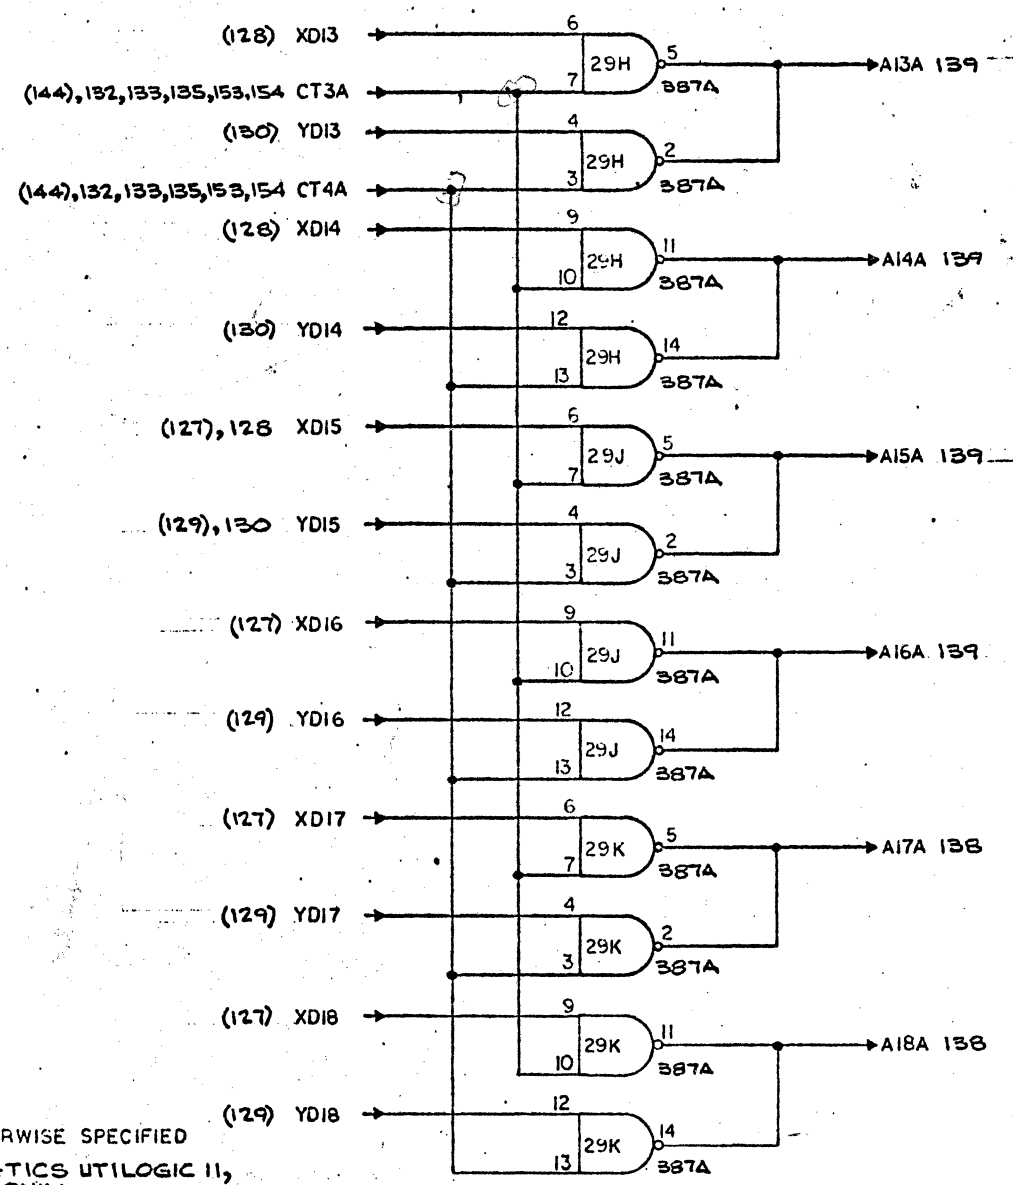 (128) XD13 6 29H 5 387A A13A 139
(144),132,133,135,153,154 CT3A 7
(130) YD13 4 29H 2 387A
(144),132,133,135,153,154 CT4A 3
(128) XD14 9 29H 11 387A A14A 139
10
(130) YD14 12 29H 14 387A
13
(127),128 XD15 6 29J 5 387A A15A 139
7
(129),130 YD15 4 29J 2 387A
3
(127) XD16 9 29J 11 387A A16A 139
10
(129) YD16 12 29J 14 387A
13
(127) XD17 6 29K 5 387A A17A 138
7
(129) YD17 4 29K 2 387A
3
(127) XD18 9 29K 11 387A A18A 138
10
(129) YD18 12 29K 14 387A
13
RWISE SPECIFIED
TICS UTILOGIC II,